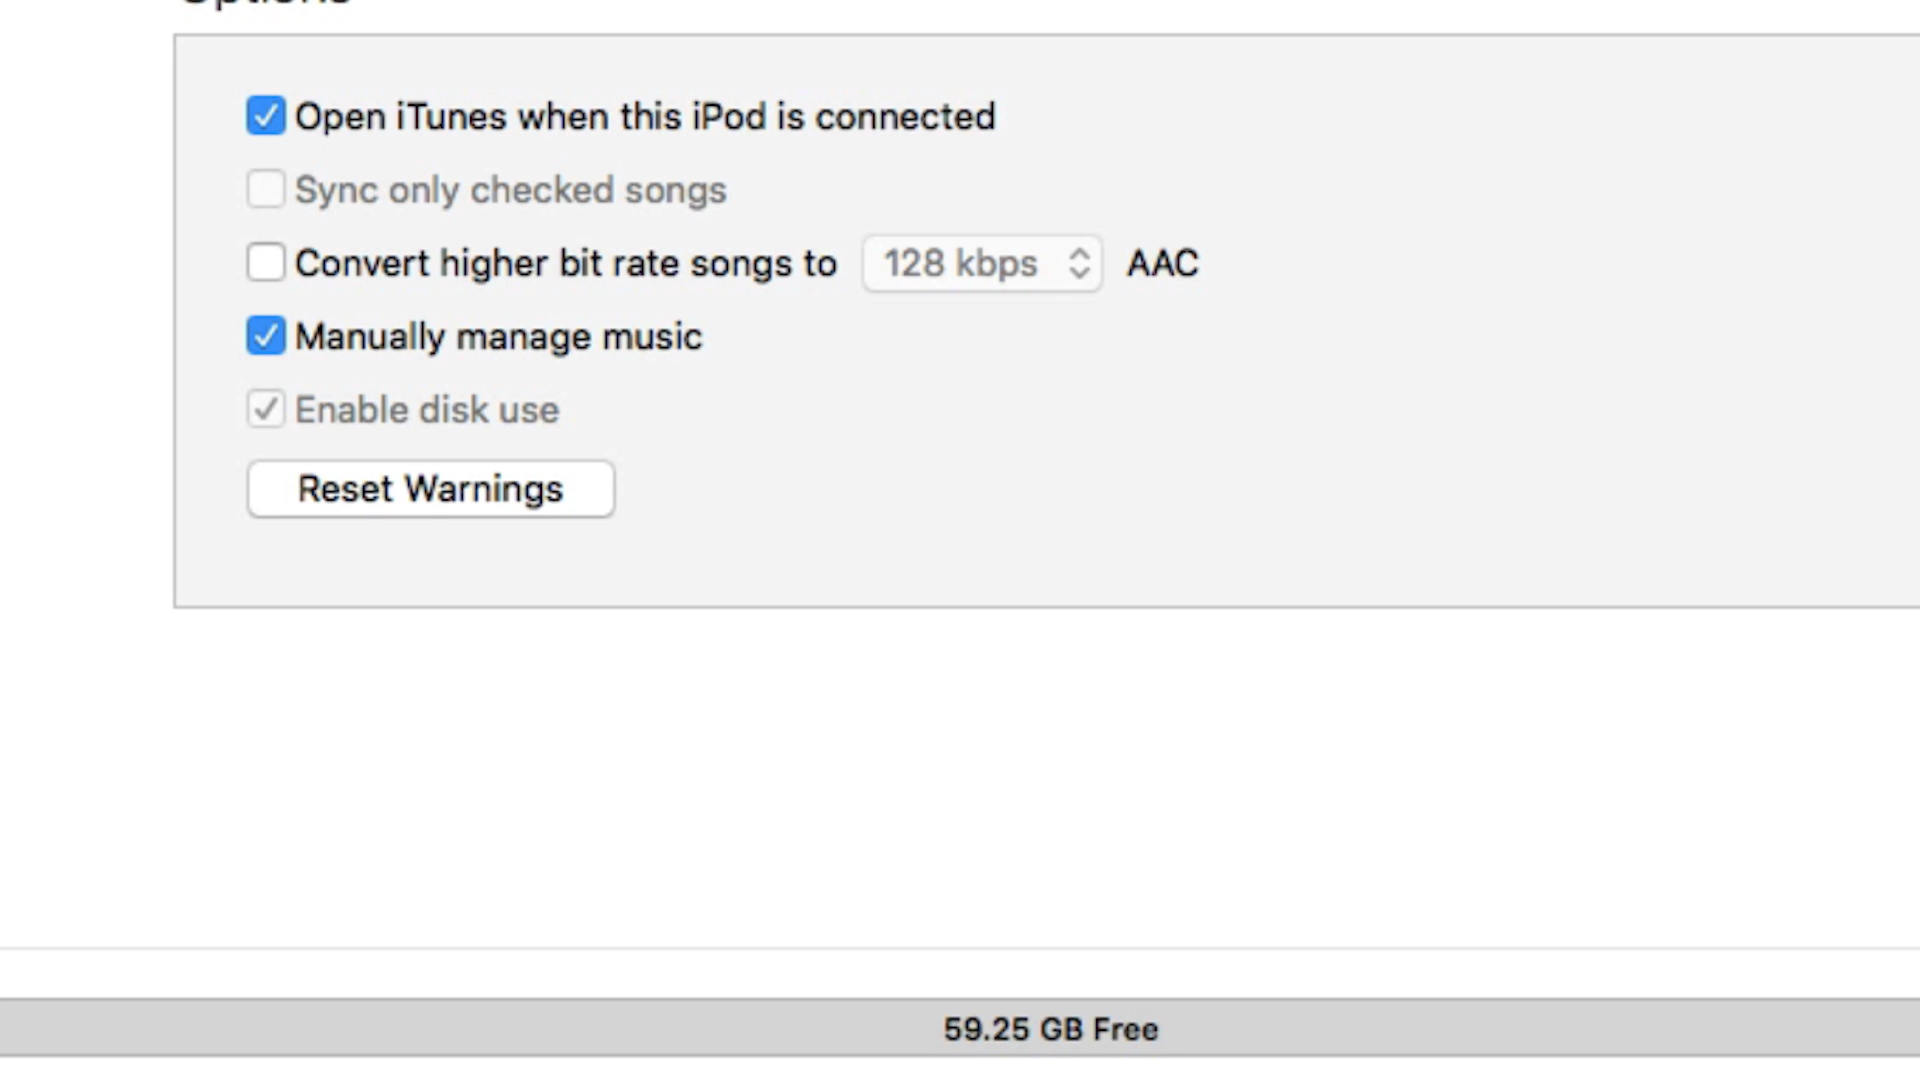 Options
Open iTunes when this iPod is connected
Sync only checked songs
Convert higher bit rate songs to 128 kbps AAC
Manually manage music
Enable disk use
Reset Warnings
59.25 GB Free